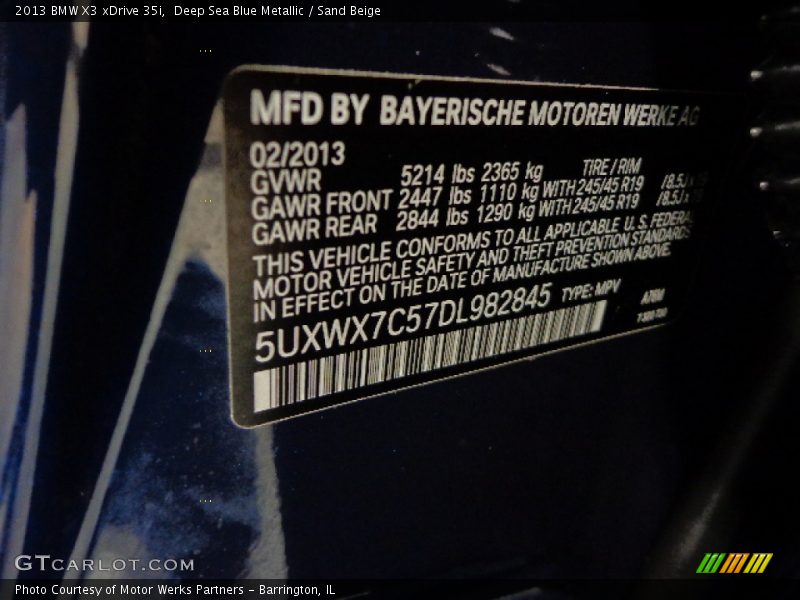 2013 BMW X3 xDrive 35i, Deep Sea Blue Metallic / Sand Beige
MFD BY BAYERISCHE MOTOREN WERKE AG
02/2013
GVWR 5214 lbs 2365 kg TIRE / RIM
GAWR FRONT 2447 lbs 1110 kg WITH 245/45 R19 /8.5J
GAWR REAR 2844 lbs 1290 kg WITH 245/45 R19 /8.5J
THIS VEHICLE CONFORMS TO ALL APPLICABLE U.S. FEDERAL
MOTOR VEHICLE SAFETY AND THEFT PREVENTION STANDARDS
IN EFFECT ON THE DATE OF MANUFACTURE SHOWN ABOVE.
5UXWX7C57DL982845 TYPE: MPV
GTCARLOT.COM
Photo Courtesy of Motor Werks Partners - Barrington, IL